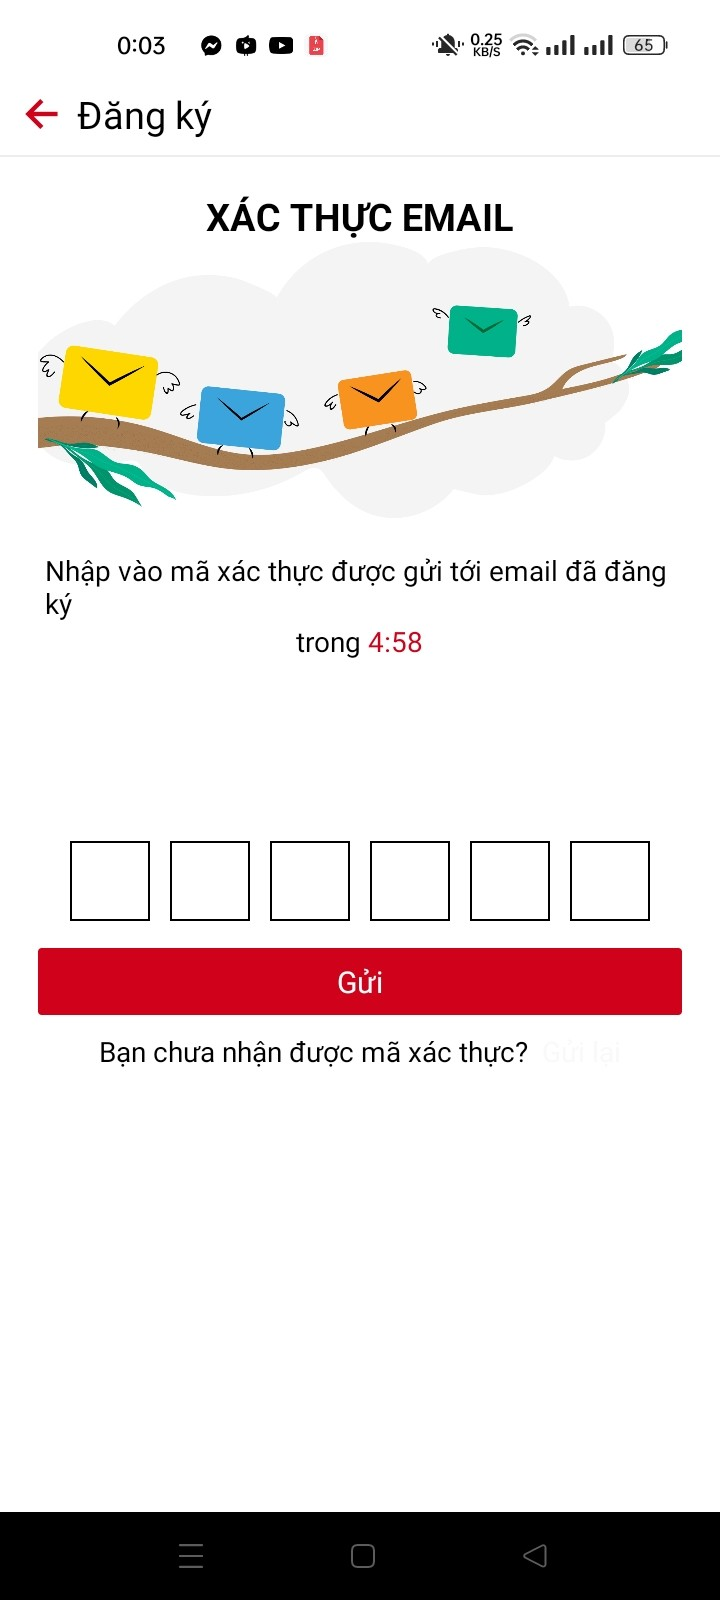 0:03
0.25
KB/S
65
Đăng ký
XÁC THỰC EMAIL
Nhập vào mã xác thực được gửi tới email đã đăng
ký
trong 4:58
Gửi
Bạn chưa nhận được mã xác thực? Gửi lại